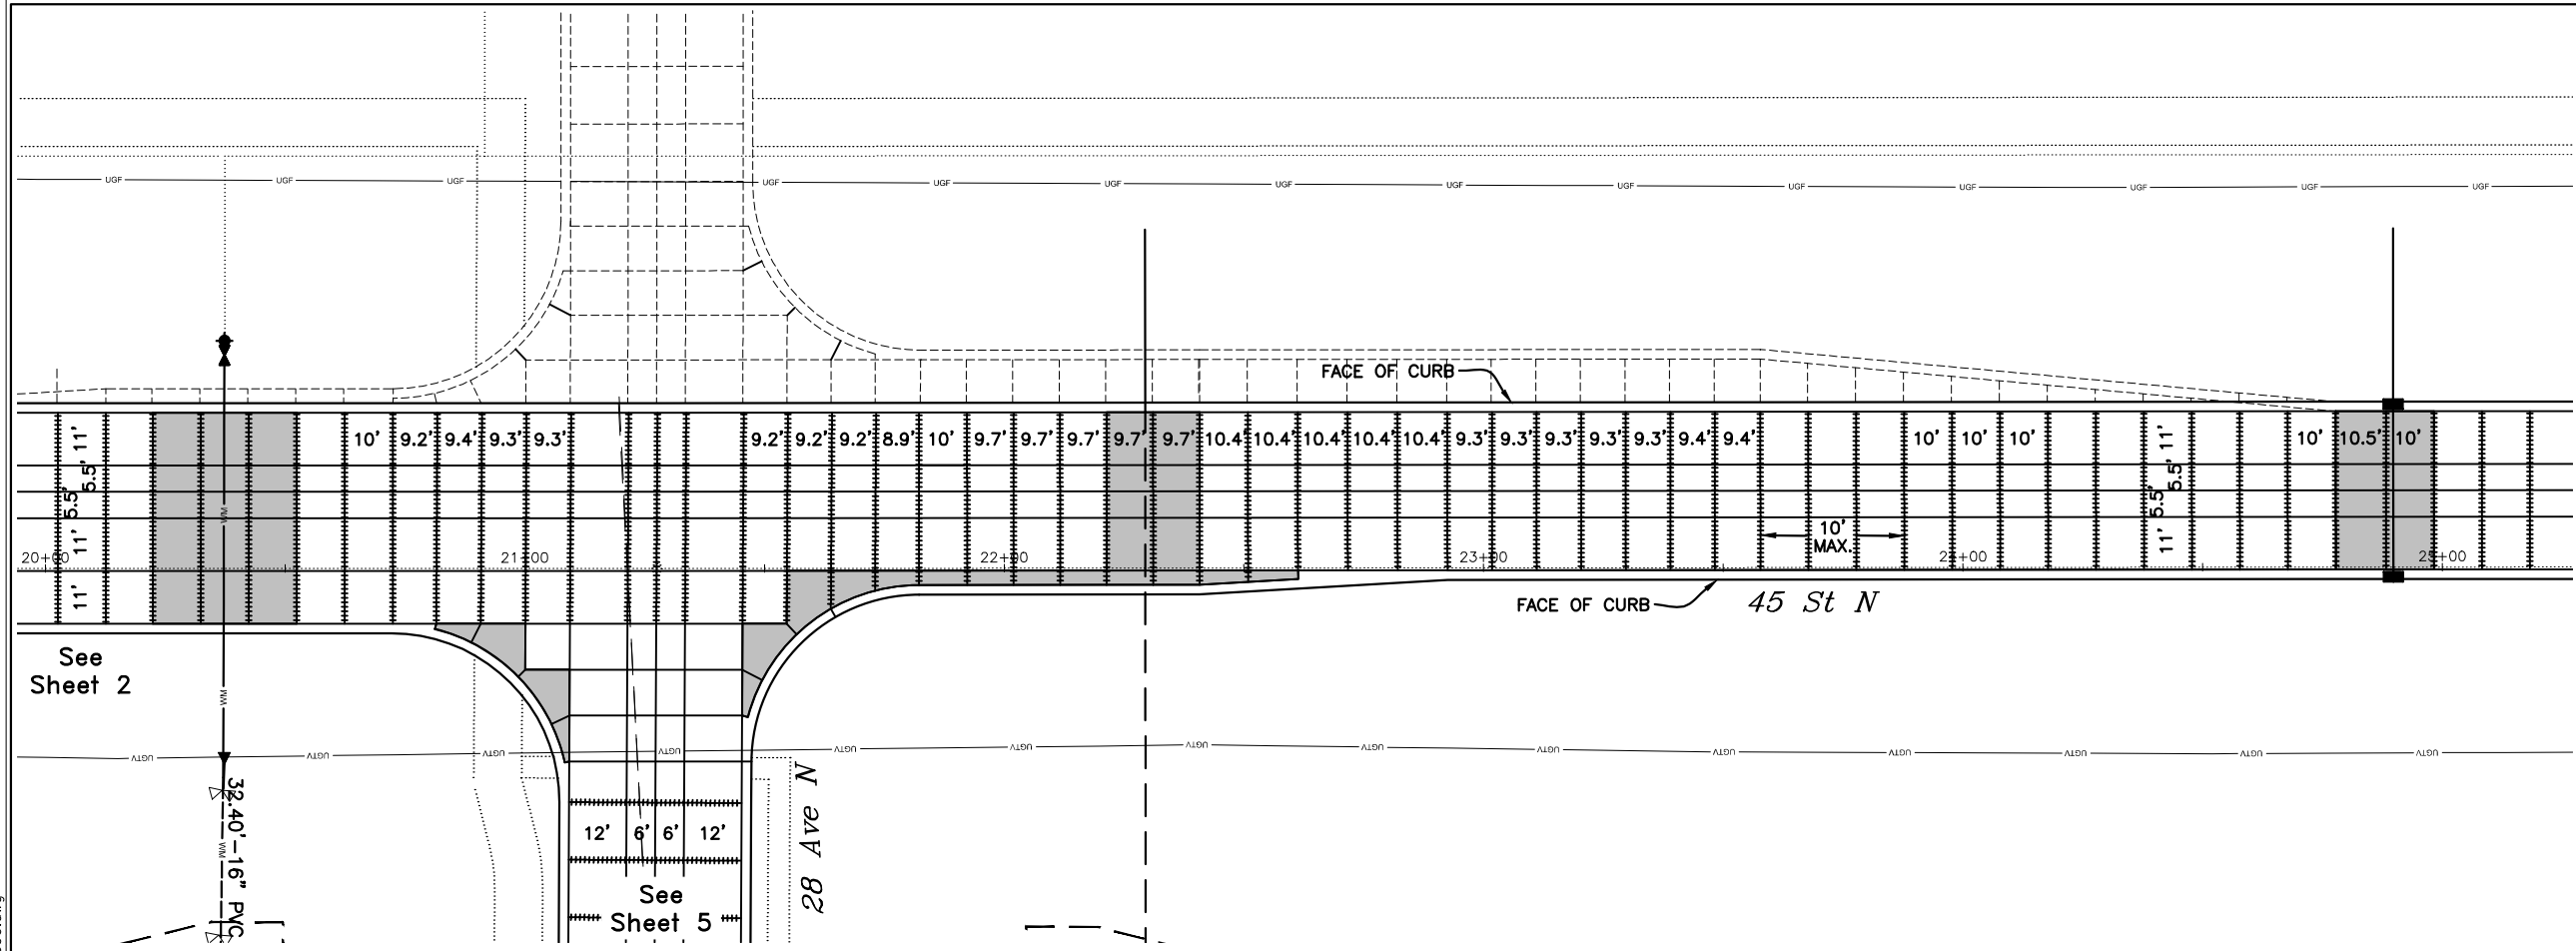 UGF UGF UGF UGF UGF UGF UGF UGF UGF UGF UGF UGF UGF UGF
FACE OF CURB
11' 5.5' 5.5' 11' 11'
10' 9.2' 9.4' 9.3' 9.3' 9.2' 9.2' 9.2' 8.9' 10' 9.7' 9.7' 9.7' 9.7' 9.7' 10.4' 10.4' 10.4' 10.4' 10.4' 9.3' 9.3' 9.3' 9.3' 9.3' 9.4' 9.4' 10' 10' 10' 10' 10.5' 10'
11' 5.5' 5.5' 11'
WM
10'
MAX.
20+00 21+00 22+00 23+00 24+00 25+00
FACE OF CURB
45 St N
See
Sheet 2
WM
UGTV UGTV UGTV UGTV UGTV UGTV UGTV UGTV UGTV UGTV UGTV UGTV UGTV UGTV
32.40'-16" PVC
WM
12' 6' 6' 12'
28 Ave N
See
Sheet 5